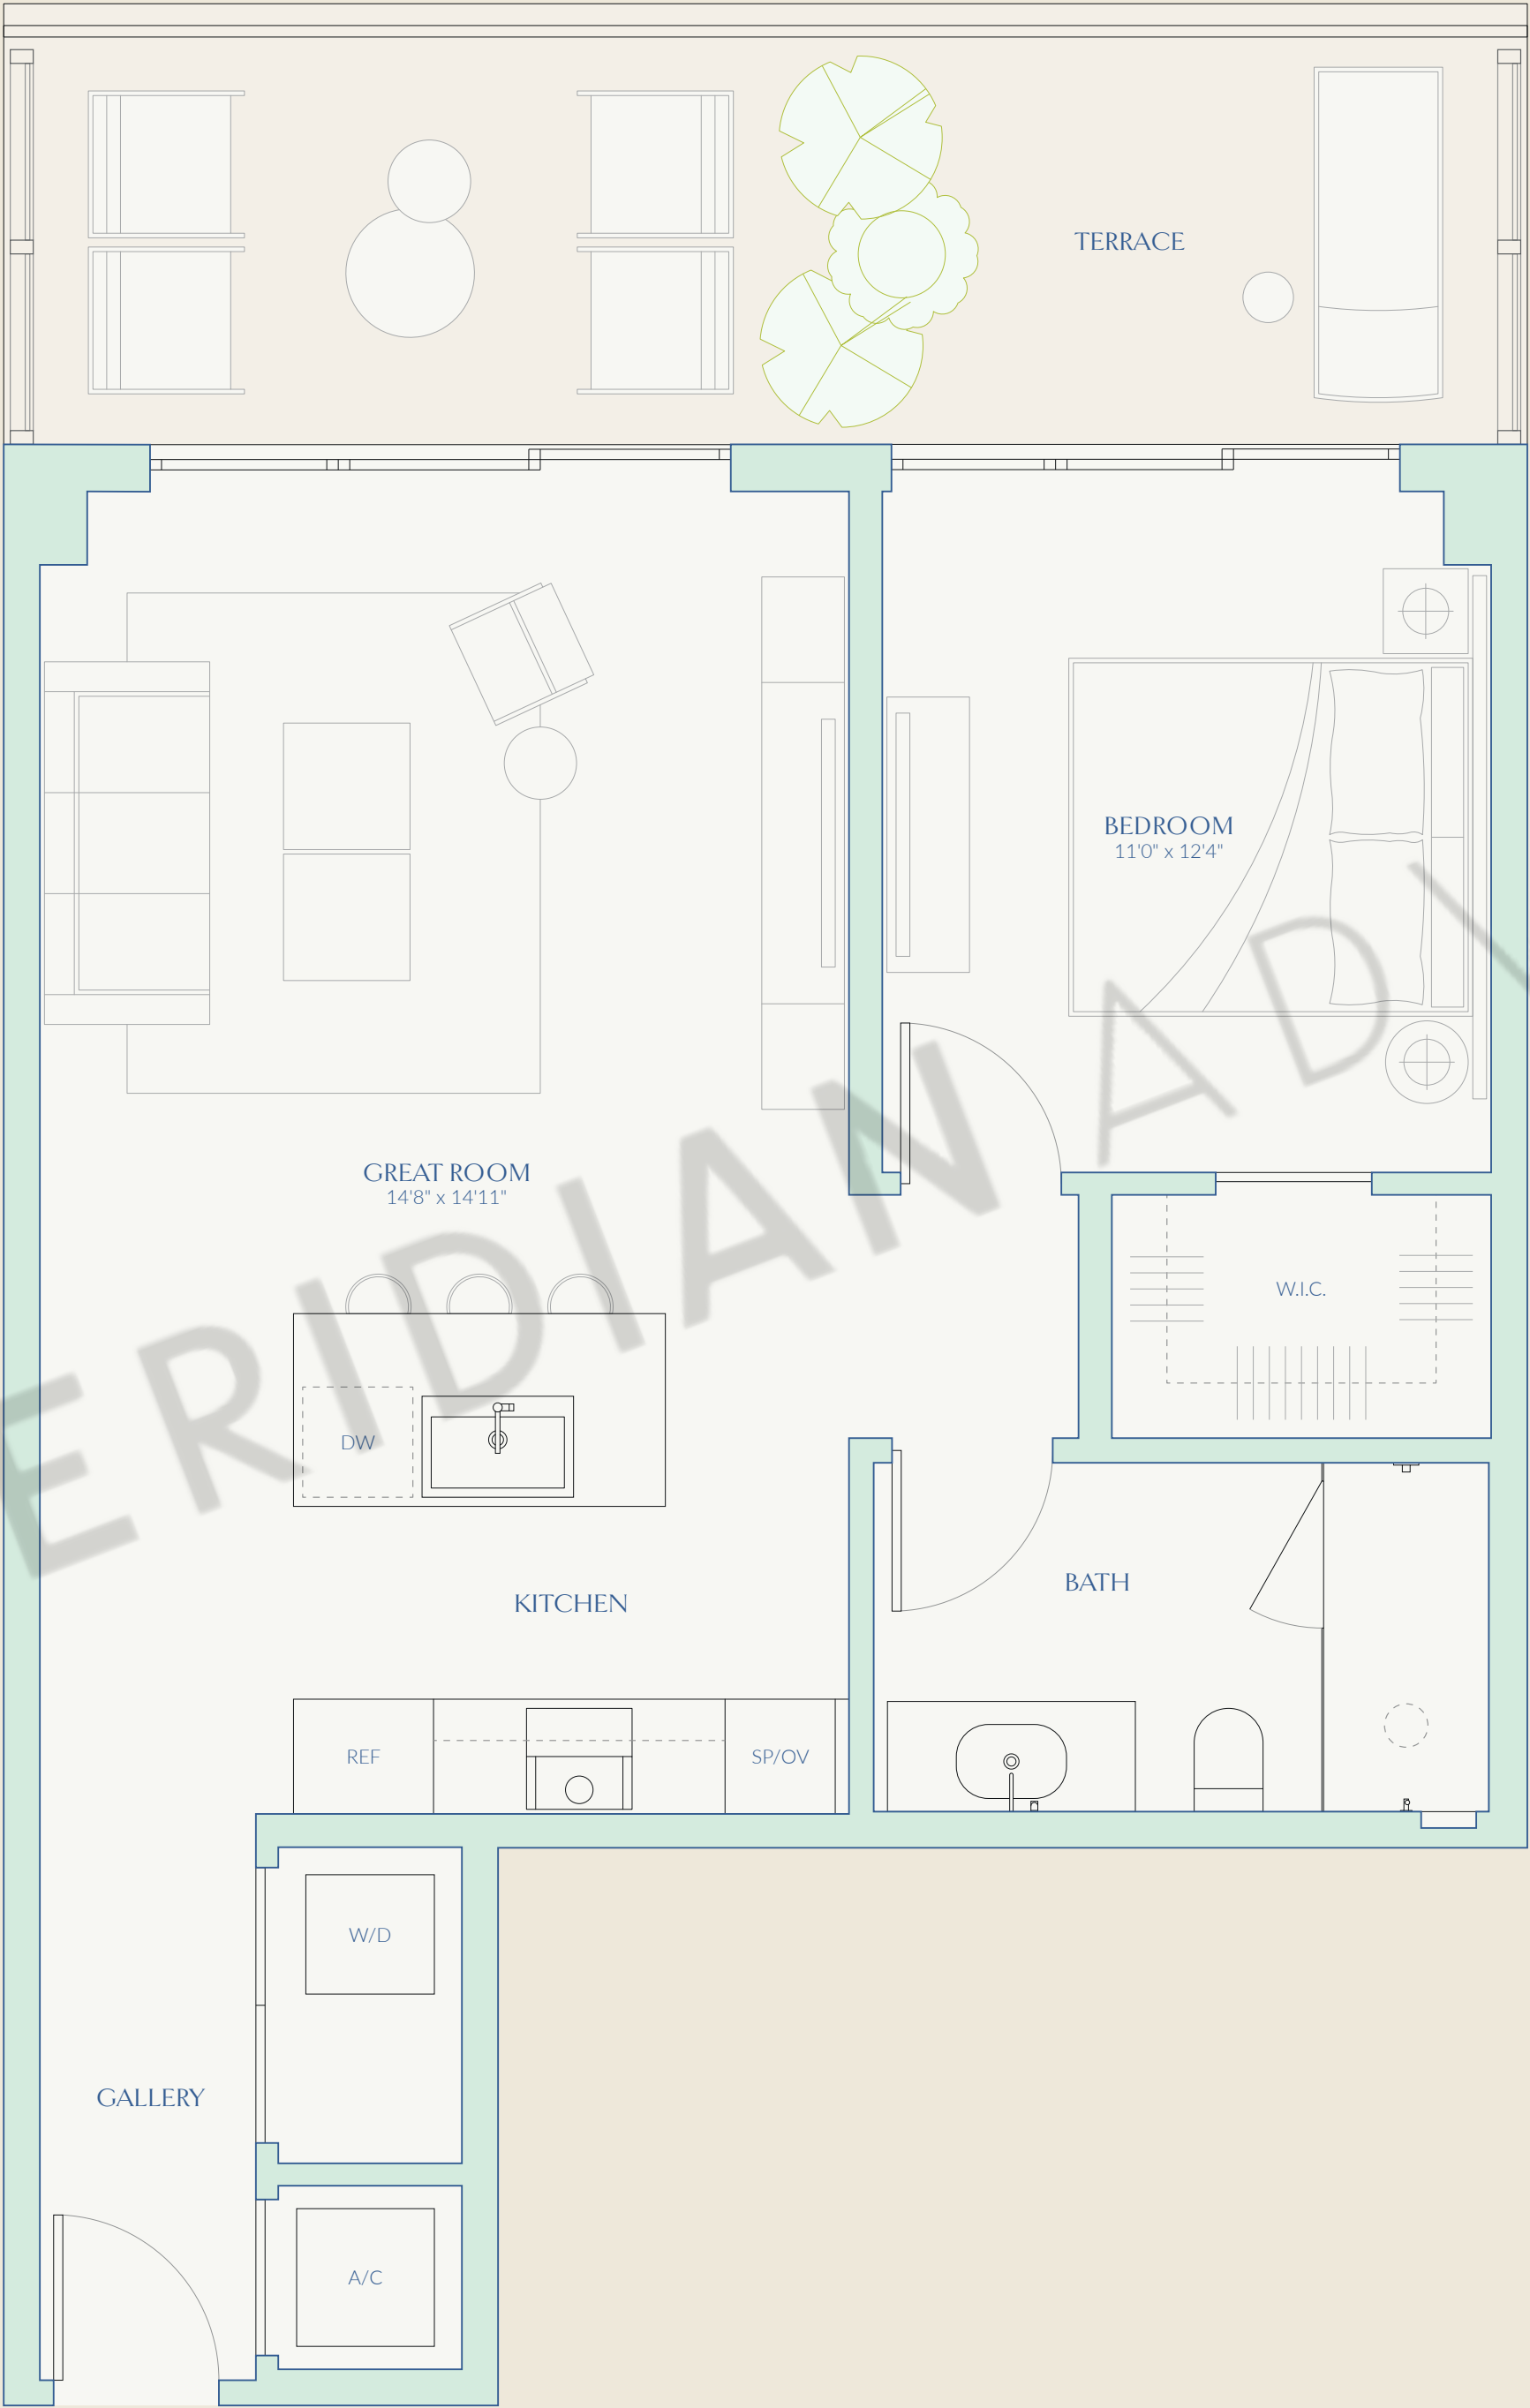 TERRACE
BEDROOM
11'0" x 12'4"
GREAT ROOM
14'8" x 14'11"
W.I.C.
DW
BATH
KITCHEN
REF
SP/OV
W/D
GALLERY
A/C
ERIDIAN AD